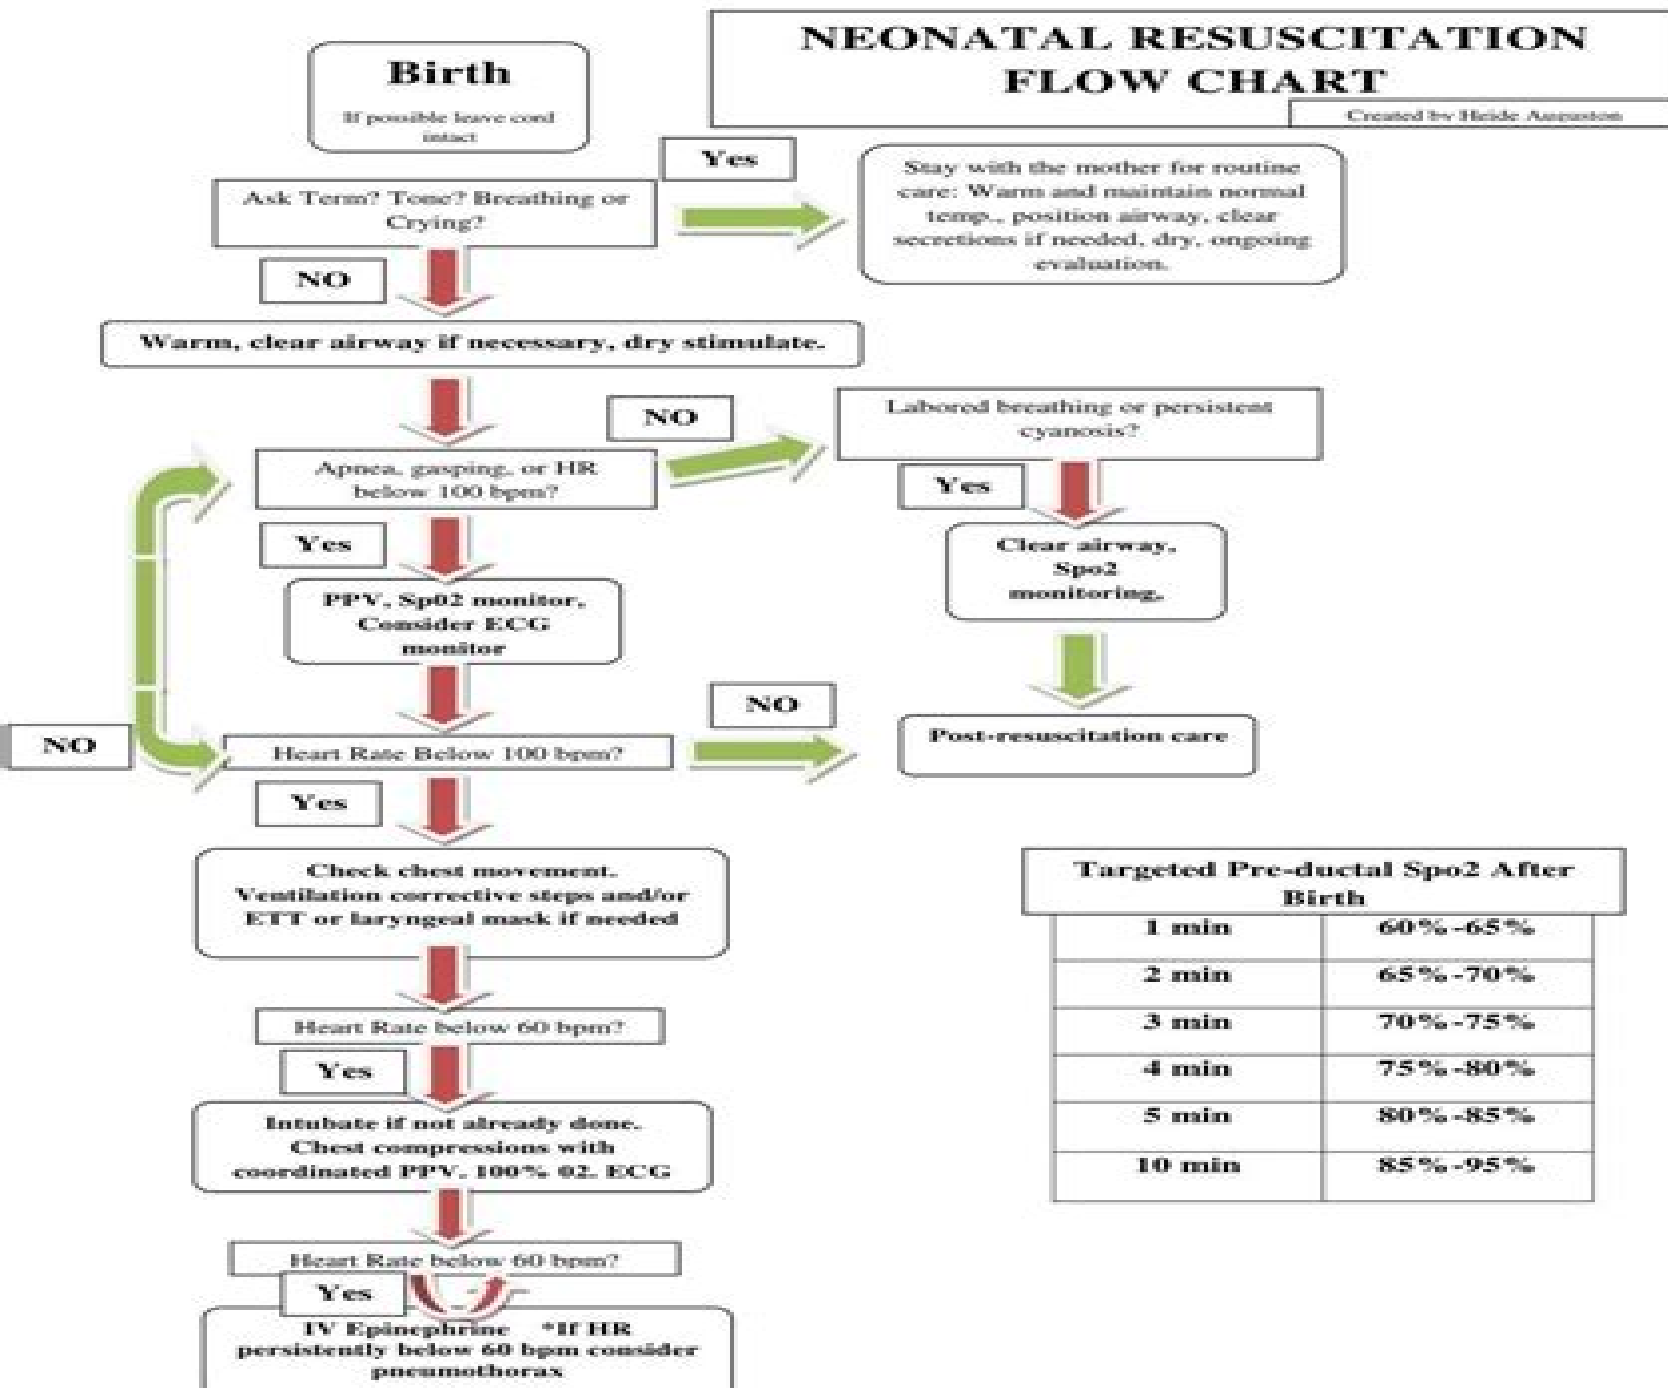 NEONATAL RESUSCITATION
FLOW CHART
Created by Heide Auguston
Birth
If possible leave cord
intact
Yes
Ask Term? Tone? Breathing or
Crying?
Stay with the mother for routine
care: Warm and maintain normal
temp., position airway, clear
secretions if needed, dry, ongoing
evaluation.
NO
Warm, clear airway if necessary, dry stimulate.
NO
Labored breathing or persistent
cyanosis?
Apnea, gasping, or HR
below 100 bpm?
Yes
Yes
Clear airway,
Spo2
monitoring,
PPV, Sp02 monitor,
Consider ECG
monitor
NO
NO
Heart Rate Below 100 bpm?
Post-resuscitation care
Yes
Check chest movement.
Ventilation corrective steps and/or
ETT or laryngeal mask if needed
Heart Rate below 60 bpm?
Yes
Intubate if not already done.
Chest compressions with
coordinated PPV. 100% 02. ECG
Heart Rate below 60 bpm?
Yes
IV Epinephrine *If HR
persistently below 60 bpm consider
pneumothorax
Targeted Pre-ductal Spo2 After
Birth
1 min 60%-65%
2 min 65%-70%
3 min 70%-75%
4 min 75%-80%
5 min 80%-85%
10 min 85%-95%